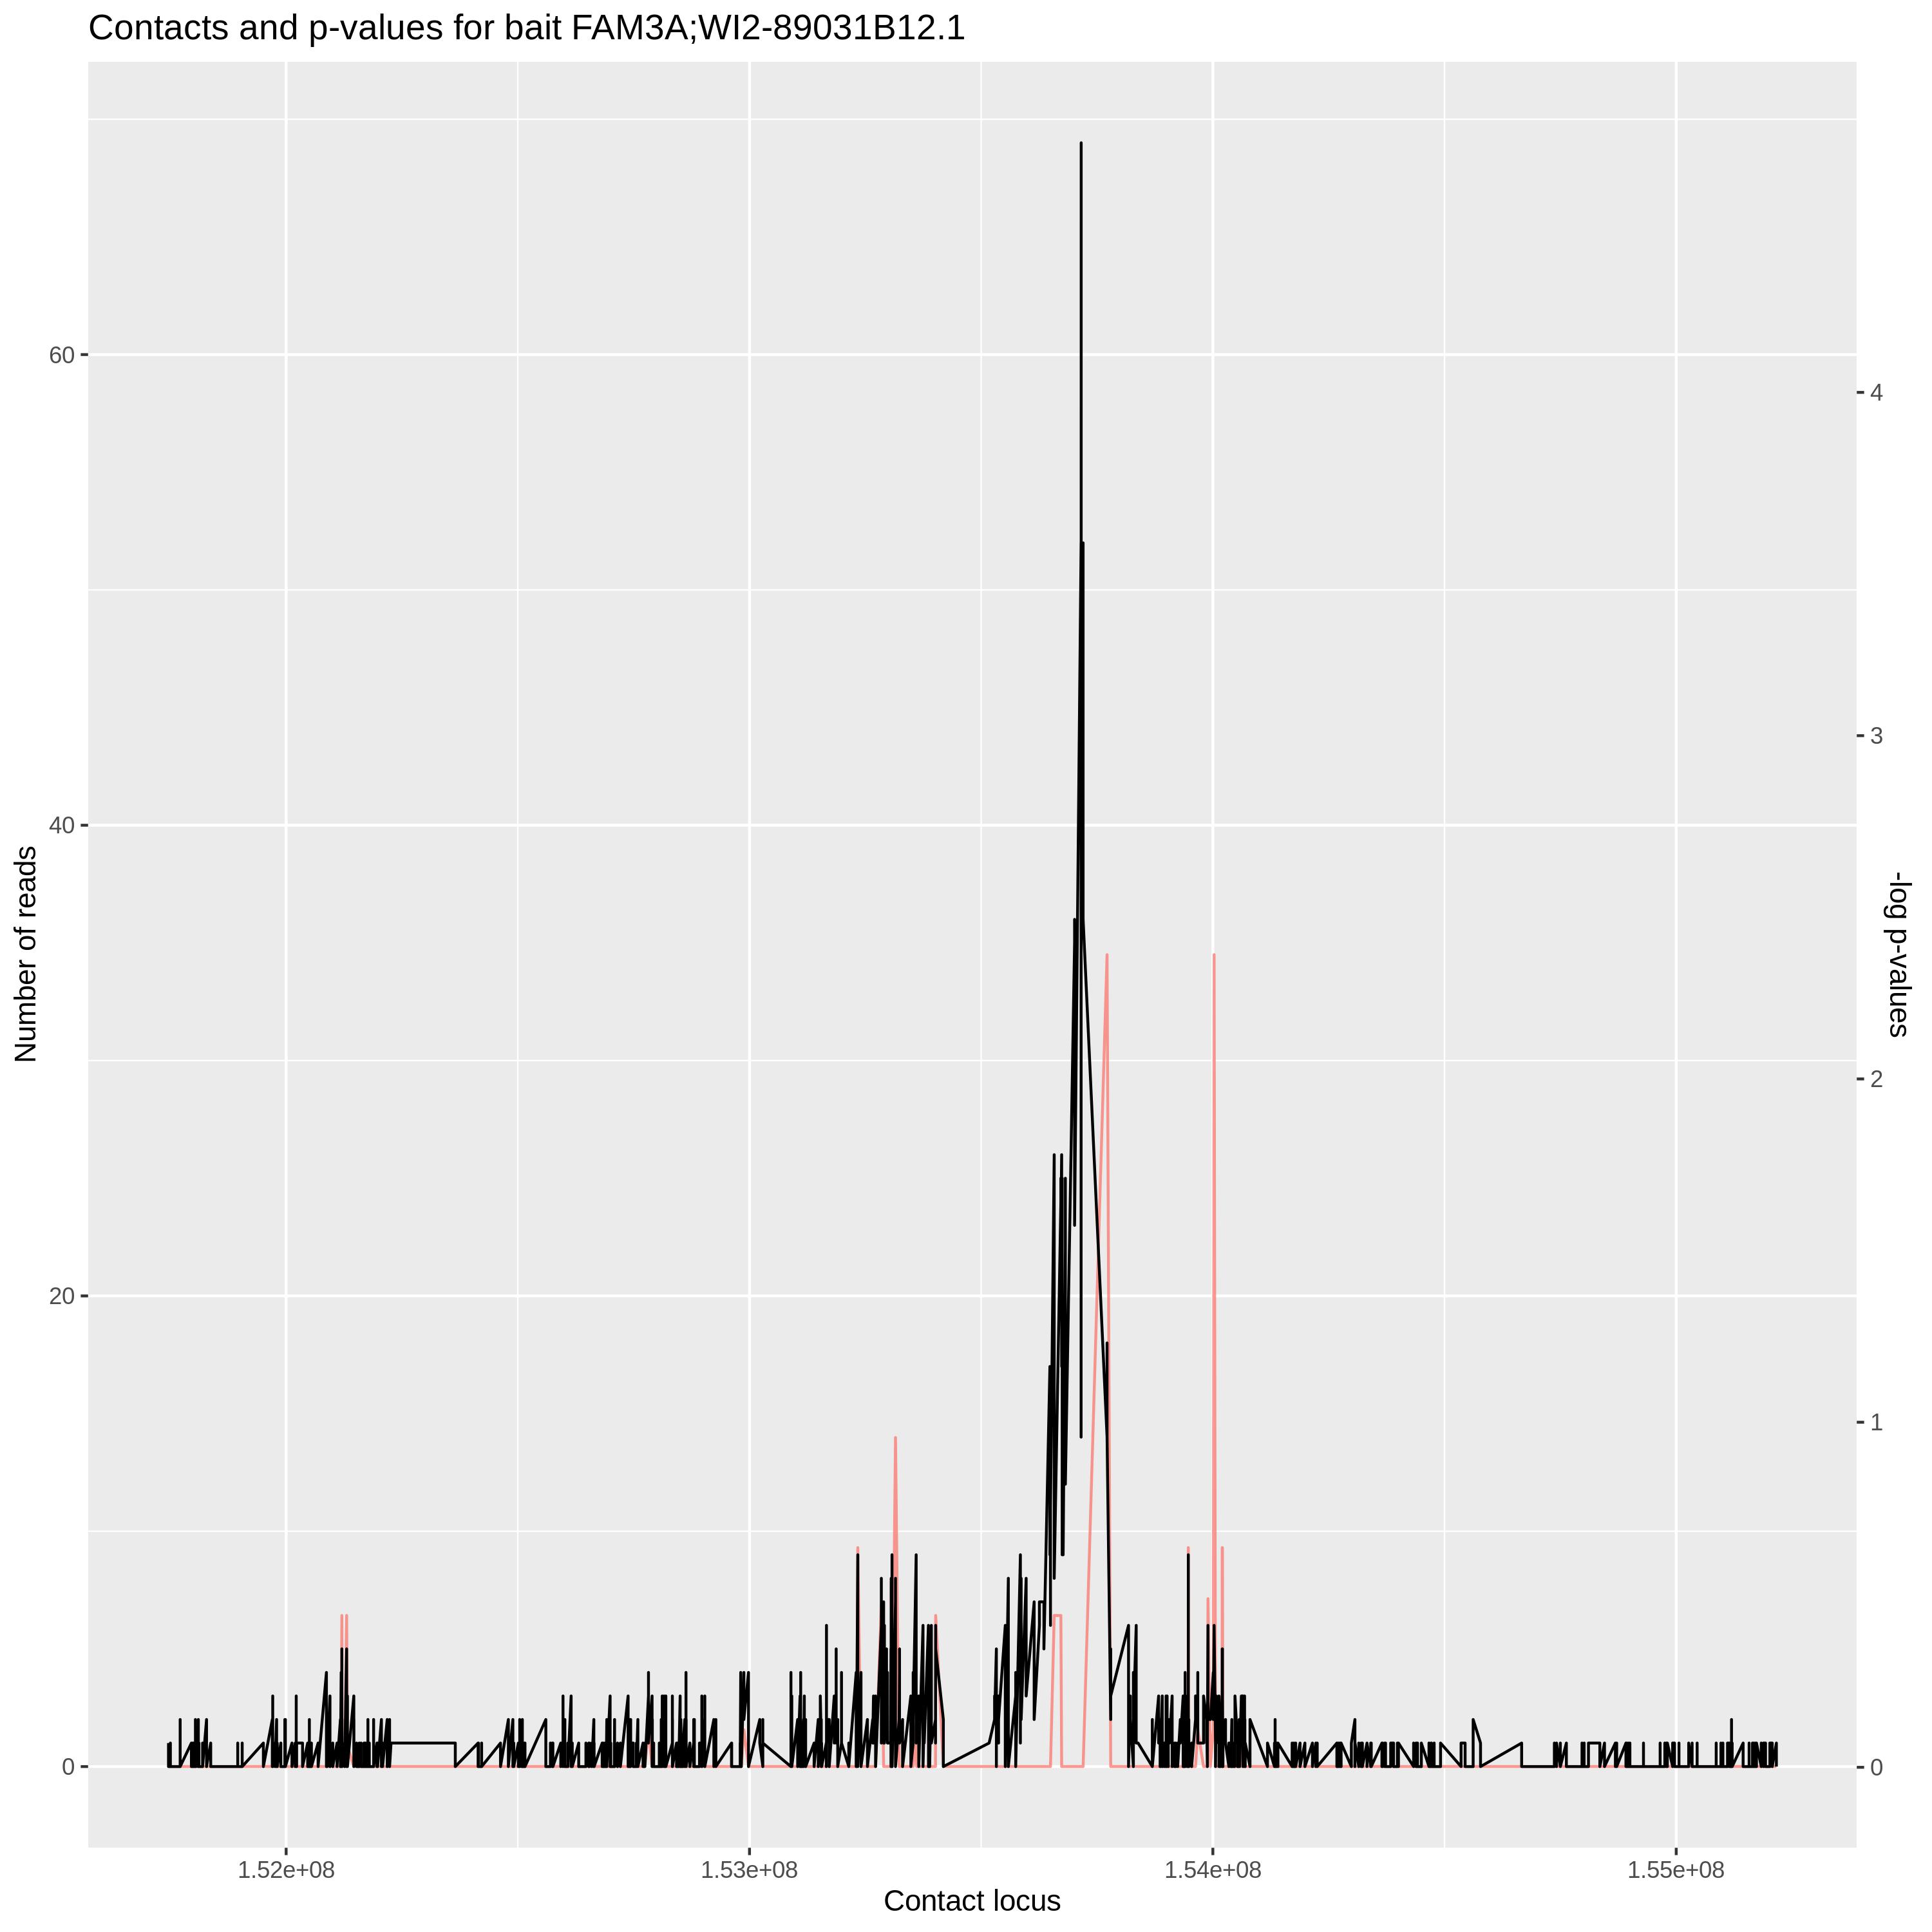 Contacts and p-values for bait FAM3A;WI2-89031B12.1
60
40
20
0
Number of reads
4
3
2
1
0
-log p-values
1.52e+08
1.53e+08
1.54e+08
1.55e+08
Contact locus